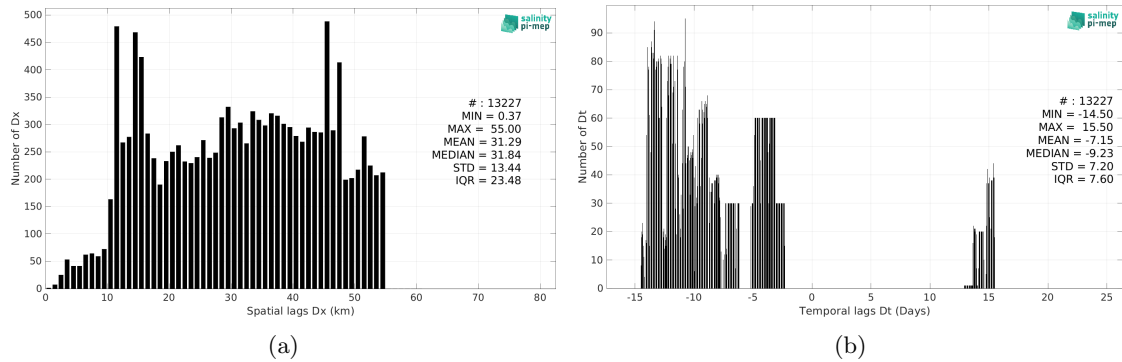 500
450
400
350
300
250
200
150
100
50
0
Number of Dx
0 10 20 30 40 50 60 70 80
Spatial lags Dx (km)
salinity
pi-mep
# : 13227
MIN = 0.37
MAX = 55.00
MEAN = 31.29
MEDIAN = 31.84
STD = 13.44
IQR = 23.48
(a)
90
80
70
60
50
40
30
20
10
0
Number of Dt
-15 -10 -5 0 5 10 15 20 25
Temporal lags Dt (Days)
salinity
pi-mep
# : 13227
MIN = -14.50
MAX = 15.50
MEAN = -7.15
MEDIAN = -9.23
STD = 7.20
IQR = 7.60
(b)